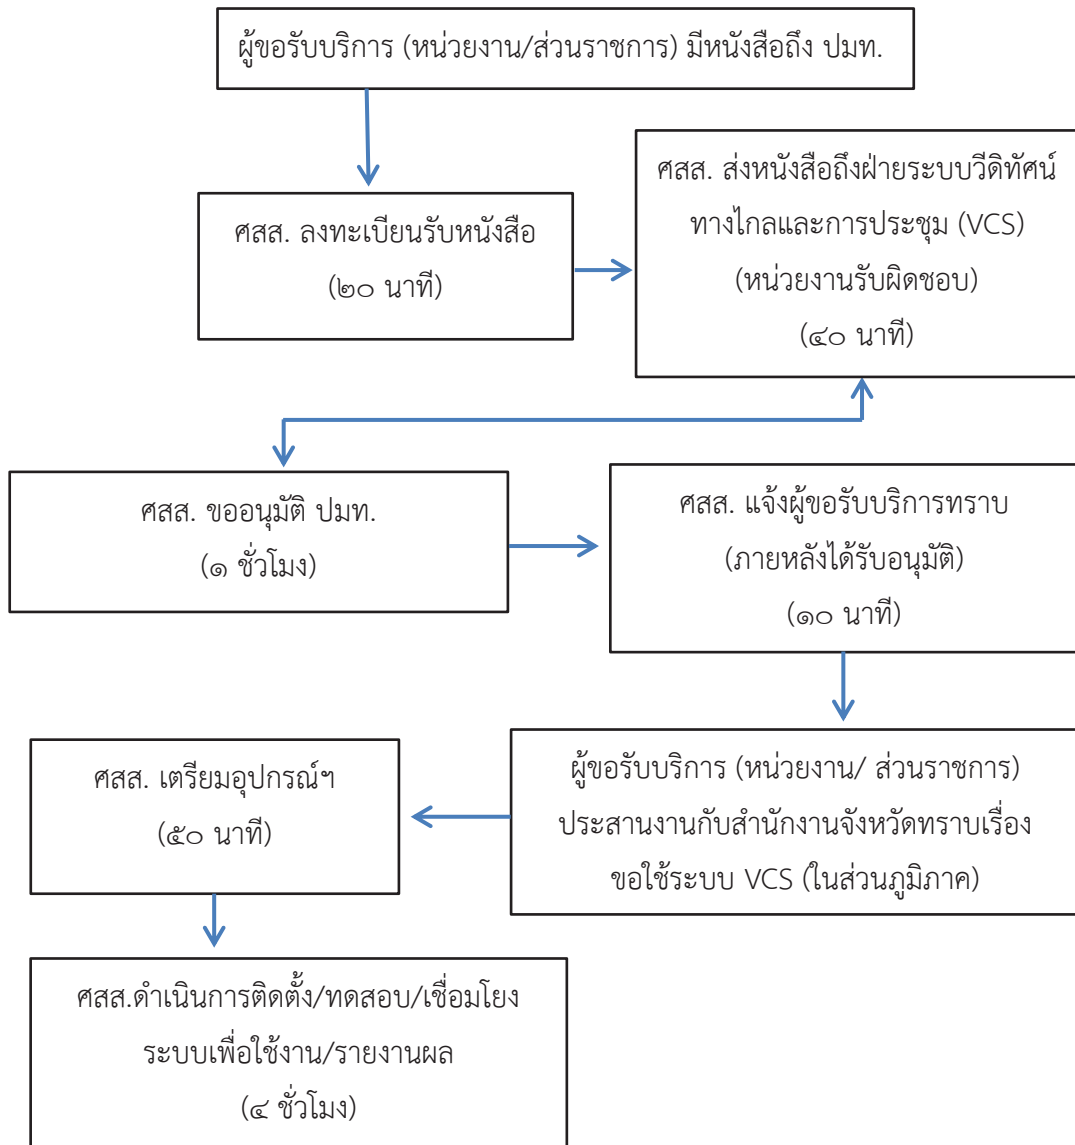 ผู้ขอรับบริการ (หน่วยงาน/ส่วนราชการ) มีหนังสือถึง ปมท.
ศสส. ลงทะเบียนรับหนังสือ
(๒๐ นาที)
ศสส. ส่งหนังสือถึงฝ่ายระบบวีดิทัศน์
ทางไกลและการประชุม (VCS)
(หน่วยงานรับผิดชอบ)
(๔๐ นาที)
ศสส. ขออนุมัติ ปมท.
(๑ ชั่วโมง)
ศสส. แจ้งผู้ขอรับบริการทราบ
(ภายหลังได้รับอนุมัติ)
(๑๐ นาที)
ผู้ขอรับบริการ (หน่วยงาน/ ส่วนราชการ)
ประสานงานกับสำนักงานจังหวัดทราบเรื่อง
ขอใช้ระบบ VCS (ในส่วนภูมิภาค)
ศสส. เตรียมอุปกรณ์ฯ
(๕๐ นาที)
ศสส.ดำเนินการติดตั้ง/ทดสอบ/เชื่อมโยง
ระบบเพื่อใช้งาน/รายงานผล
(๔ ชั่วโมง)